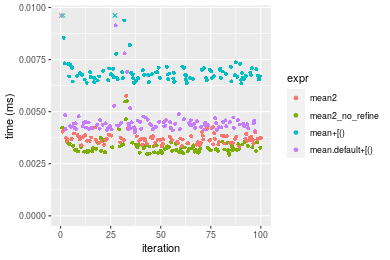 0.0100
0.0075
0.0050
0.0025
0.0000
time (ms)
0
25
50
75
100
iteration
expr
mean2
mean2_no_refine
mean+[()
mean.default+[()